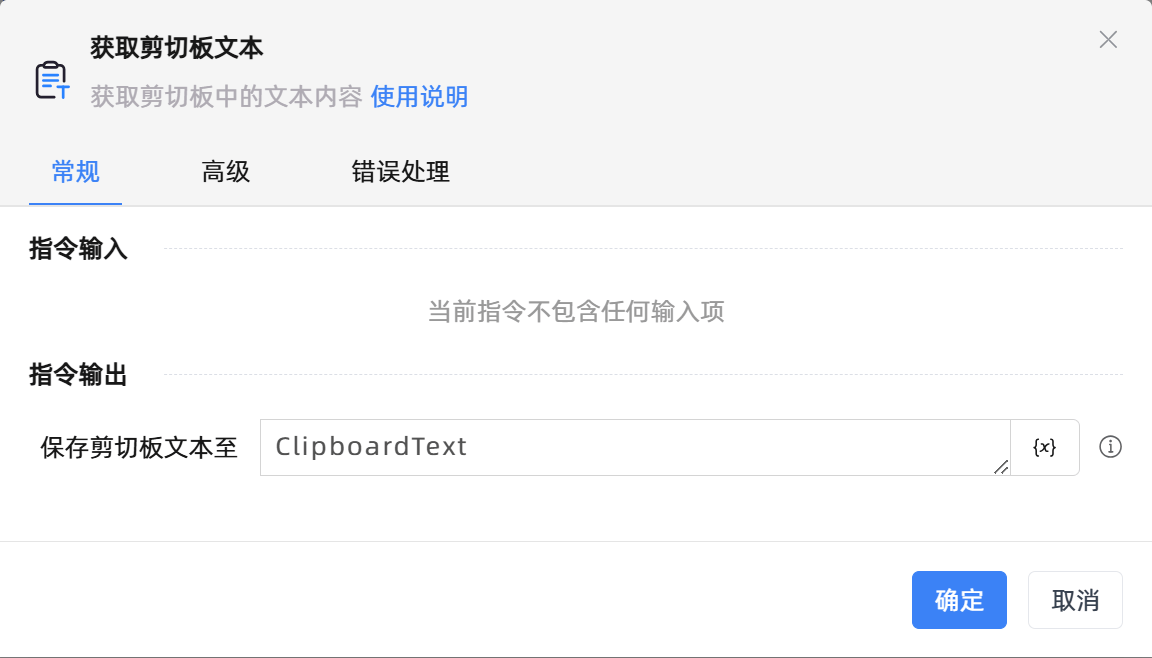 获取剪切板文本
获取剪切板中的文本内容 使用说明
常规 高级 错误处理
指令输入
当前指令不包含任何输入项
指令输出
保存剪切板文本至 ClipboardText {x}
确定 取消